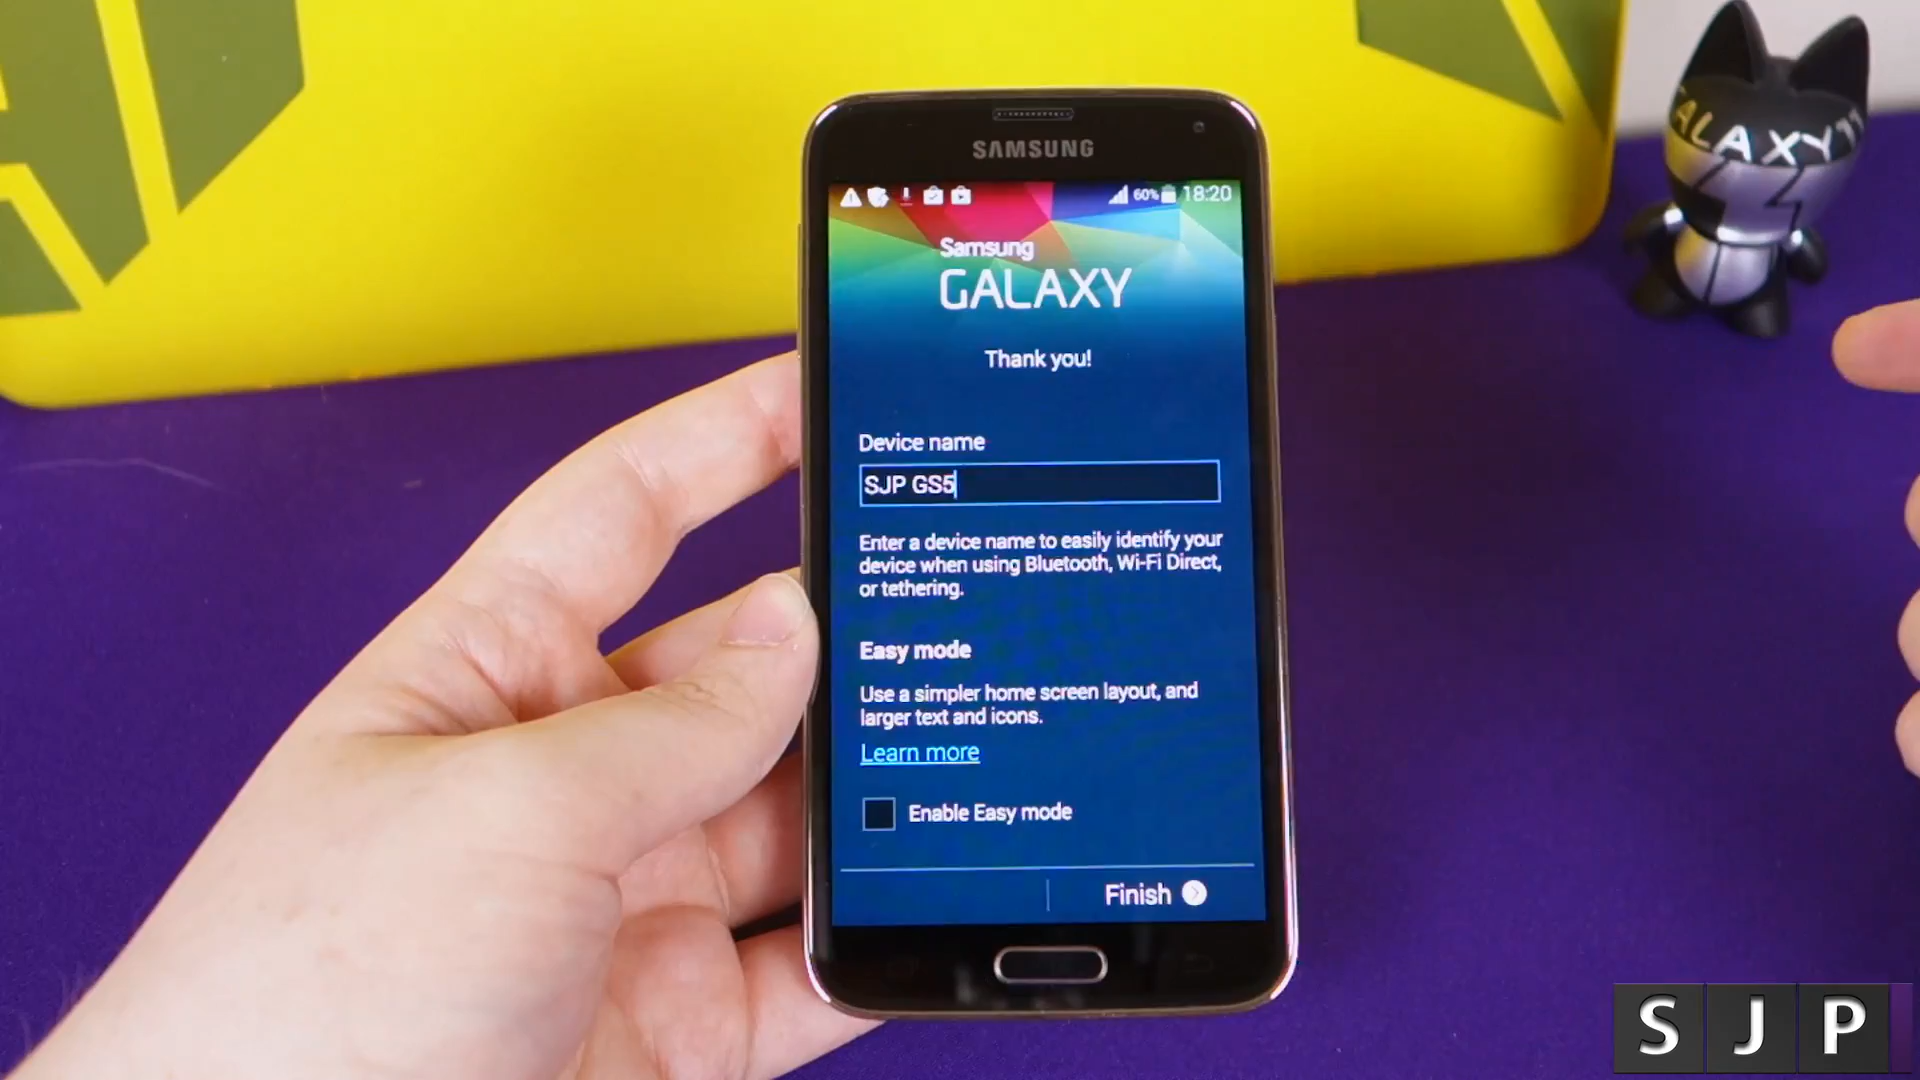 SAMSUNG
60% 18:20
Samsung
GALAXY
Thank you!
Device name
SJP GS5
Enter a device name to easily identify your
device when using Bluetooth, Wi-Fi Direct,
or tethering.
Easy mode
Use a simpler home screen layout, and
larger text and icons.
Learn more
Enable Easy mode
Finish
GALAXY11
SJP